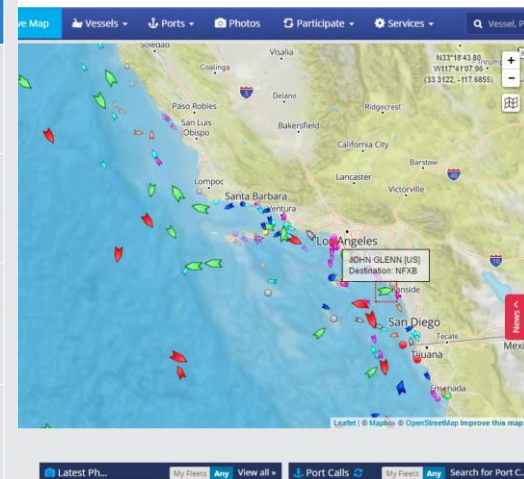 ve Map
Vessels
Ports
Photos
Participate
Services
Vessel, P
Soledad
Coalinga
Visalia
N33°18'43.80
W117°41'07.96
(33.3122, -117.6855)
+
-
Delano
Paso Robles
Ridgecrest
San Luis
Obispo
Bakersfield
California City
Barstow
Lompoc
Lancaster
Victorville
Santa Barbara
Ventura
Los Angeles
JOHN GLENN [US]
Destination: NFXB
anside
San Diego
News
Tecate
Mexi
Tijuana
Ensenada
Leaflet | © Mapbox © OpenStreetMap Improve this map
Latest Ph... My Fleets Any View all »
Port Calls My Fleets Any Search for Port C...